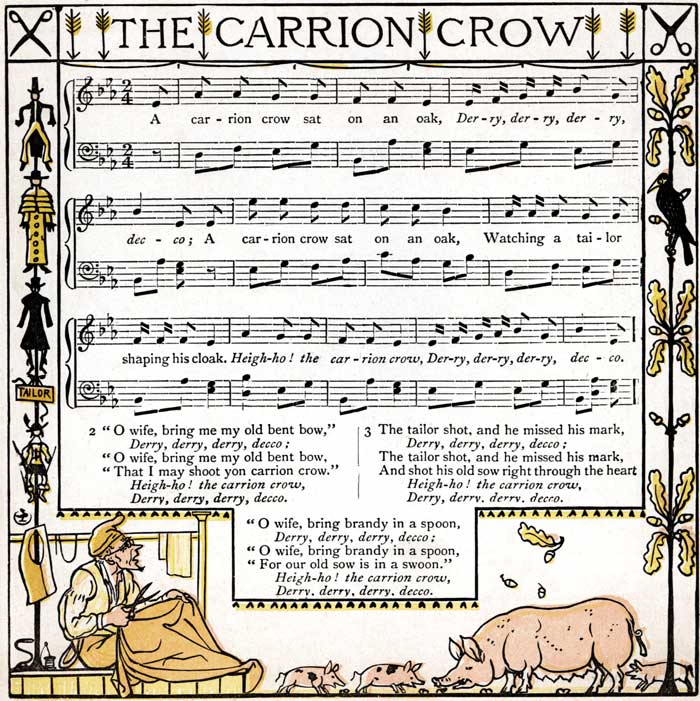 THE CARRION CROW
A car-rion crow sat on an oak, Der-ry, der-ry, der-ry,
dec-co; A car-rion crow sat on an oak, Watching a tai-lor
shaping his cloak. Heigh-ho! the car-rion crow, Der-ry, der-ry, der-ry, dec-co.
TAILOR
2 "O wife, bring me my old bent bow,"
Derry, derry, derry, decco;
"O wife, bring me my old bent bow,
"That I may shoot yon carrion crow."
Heigh-ho! the carrion crow,
Derry, derry, derry, decco.
3 The tailor shot, and he missed his mark,
Derry, derry, derry, decco;
The tailor shot, and he missed his mark,
And shot his old sow right through the heart
Heigh-ho! the carrion crow,
Derry, derry, derry, decco.
"O wife, bring brandy in a spoon,
Derry, derry, derry, decco;
"O wife, bring brandy in a spoon,
"For our old sow is in a swoon."
Heigh-ho! the carrion crow,
Derry, derry, derry, decco.